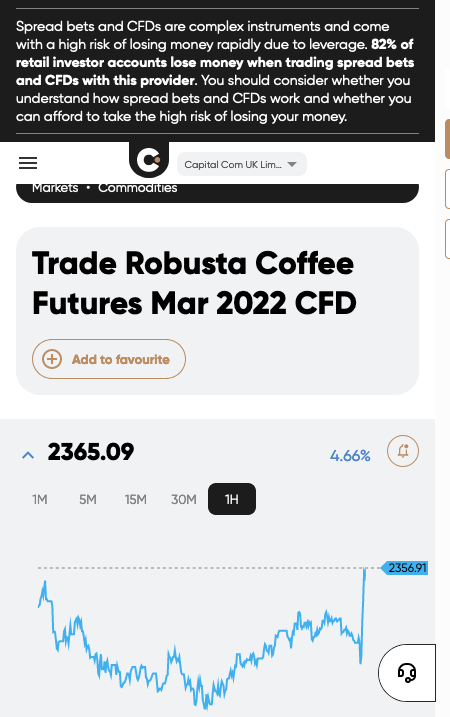 Spread bets and CFDs are complex instruments and come
with a high risk of losing money rapidly due to leverage. 82% of
retail investor accounts lose money when trading spread bets
and CFDs with this provider. You should consider whether you
understand how spread bets and CFDs work and whether you
can afford to take the high risk of losing your money.
Capital Com UK Lim...
Markets • Commodities
Trade Robusta Coffee
Futures Mar 2022 CFD
Add to favourite
2365.09
4.66%
1M 5M 15M 30M 1H
2356.91